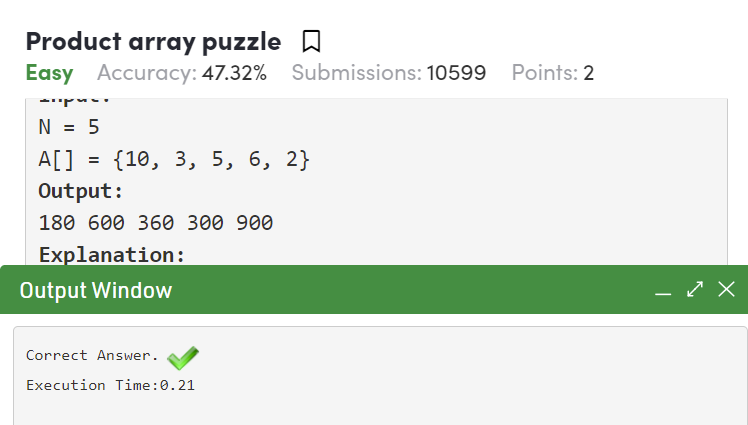 Product array puzzle
Easy Accuracy: 47.32% Submissions: 10599 Points: 2
Input:
N = 5
A[] = {10, 3, 5, 6, 2}
Output:
180 600 360 300 900
Explanation:
Output Window
Correct Answer.
Execution Time:0.21